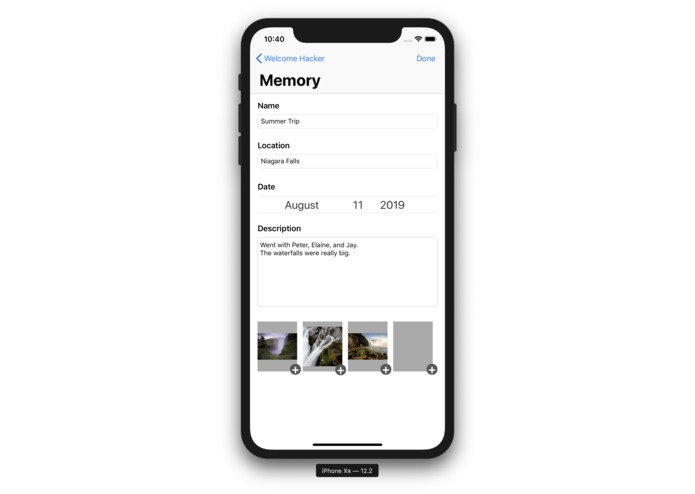 10:40
Welcome Hacker
Done
Memory
Name
Summer Trip
Location
Niagara Falls
Date
August 11 2019
Description
Went with Peter, Elaine, and Jay.
The waterfalls were really big.
iPhone Xʀ — 12.2